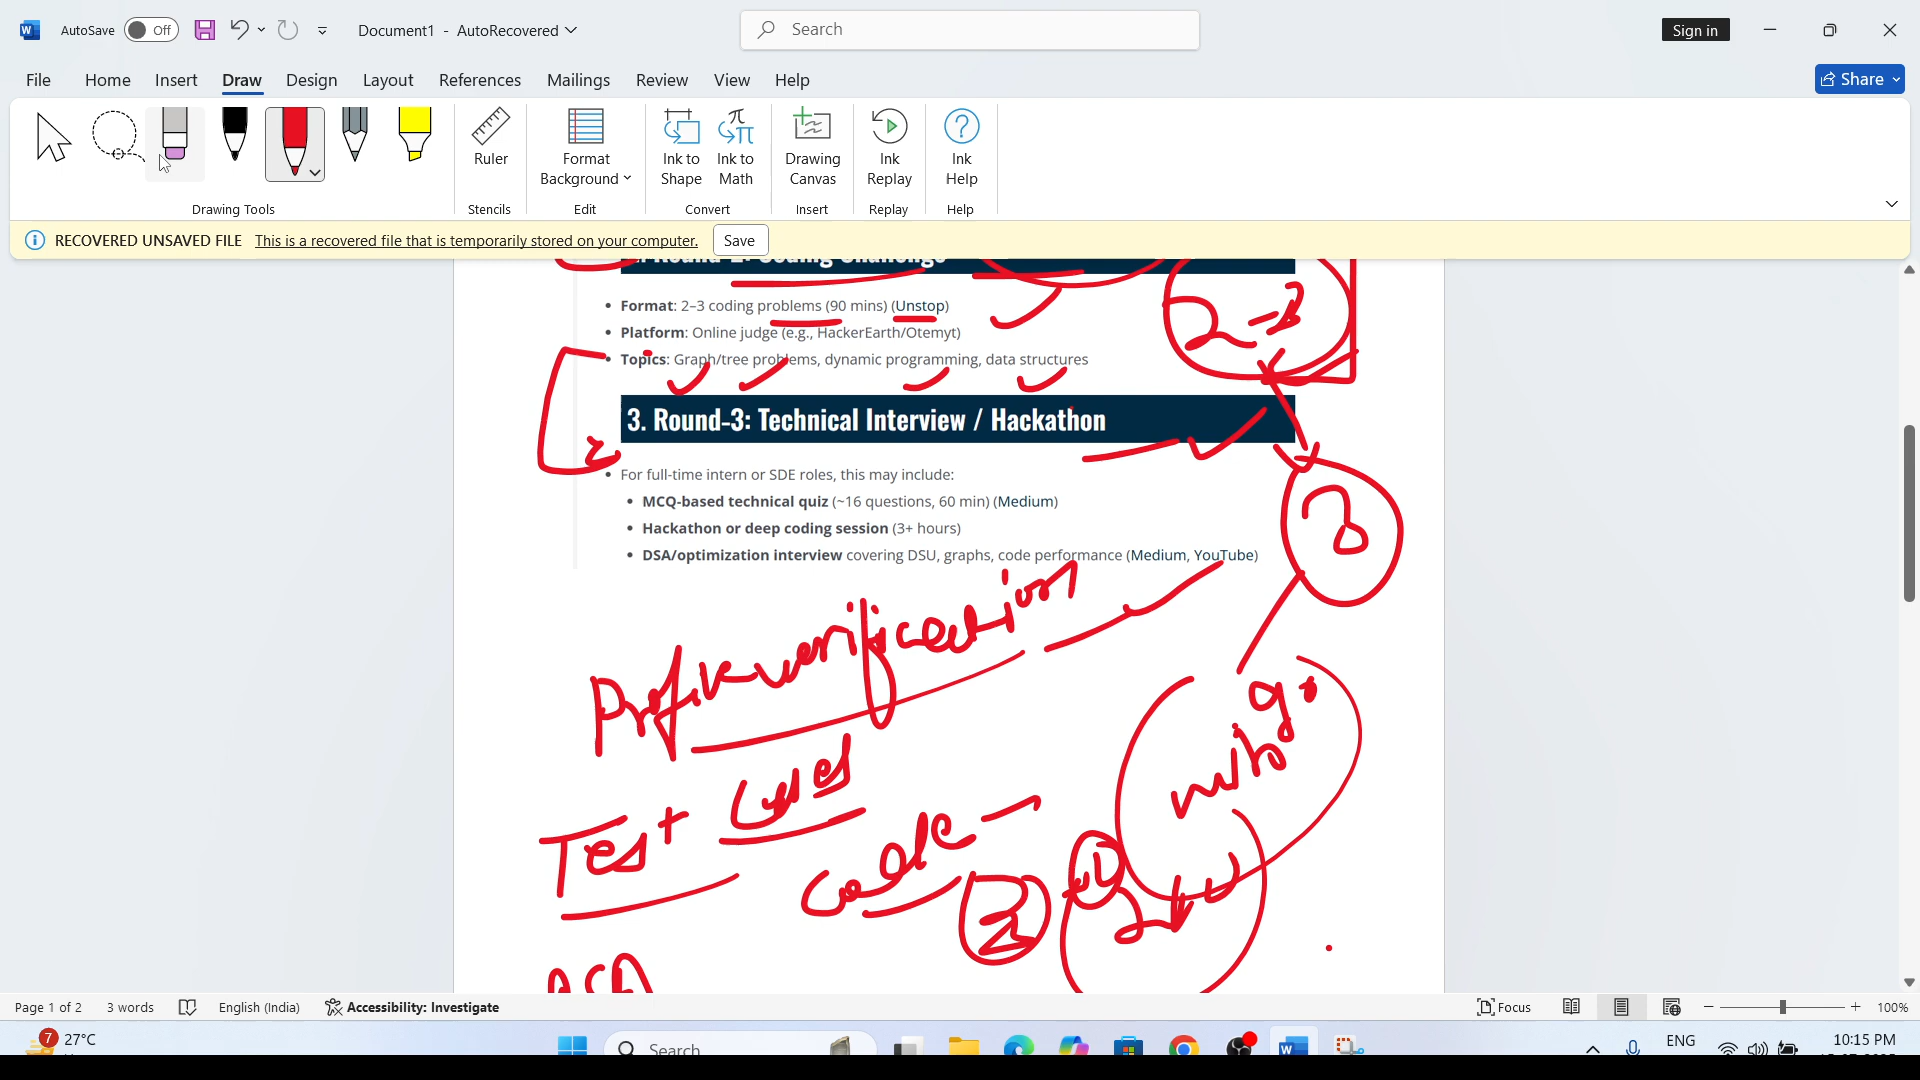 AutoSave Off Document1 - AutoRecovered Search Sign in
File Home Insert Draw Design Layout References Mailings Review View Help Share
Ruler Format Background Ink to Shape Ink to Math Drawing Canvas Ink Replay Ink Help
Drawing Tools Stencils Edit Convert Insert Replay Help
RECOVERED UNSAVED FILE This is a recovered file that is temporarily stored on your computer. Save
Coding Challenge
Format: 2–3 coding problems (90 mins) (Unstop)
2-3
Platform: Online judge (e.g., HackerEarth/Otemyt)
Topics: Graph/tree problems, dynamic programming, data structures
3. Round-3: Technical Interview / Hackathon
For full-time intern or SDE roles, this may include:
MCQ-based technical quiz (~16 questions, 60 min) (Medium)
3
Hackathon or deep coding session (3+ hours)
DSA/optimization interview covering DSU, graphs, code performance (Medium, YouTube)
verification
Test Cases
Code
Page 1 of 2 3 words English (India) Accessibility: Investigate Focus 100%
7 27°C Search ENG 10:15 PM